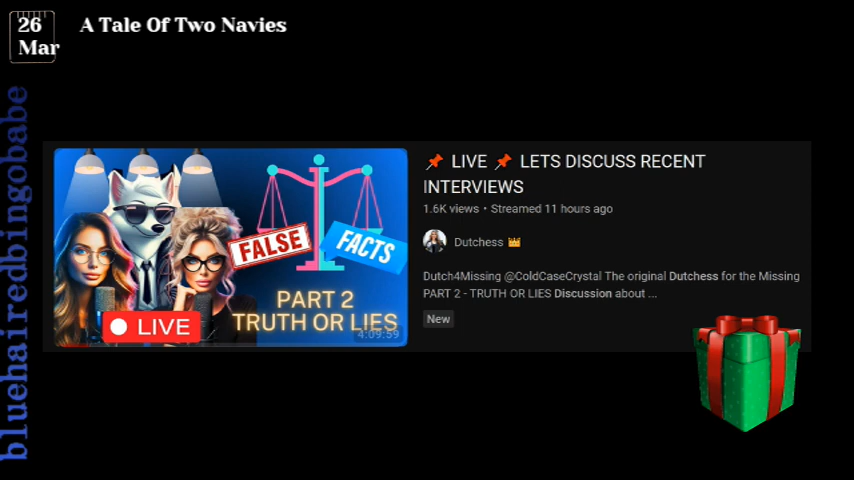 26
Mar
A Tale Of Two Navies
bluehairedbingobabe
FALSE
FACTS
PART 2
TRUTH OR LIES
LIVE
4:09:59
📌 LIVE 📌 LETS DISCUSS RECENT
INTERVIEWS
1.6K views • Streamed 11 hours ago
Dutchess 👑
Dutch4Missing @ColdCaseCrystal The original Dutchess for the Missing
PART 2 - TRUTH OR LIES Discussion about ...
New